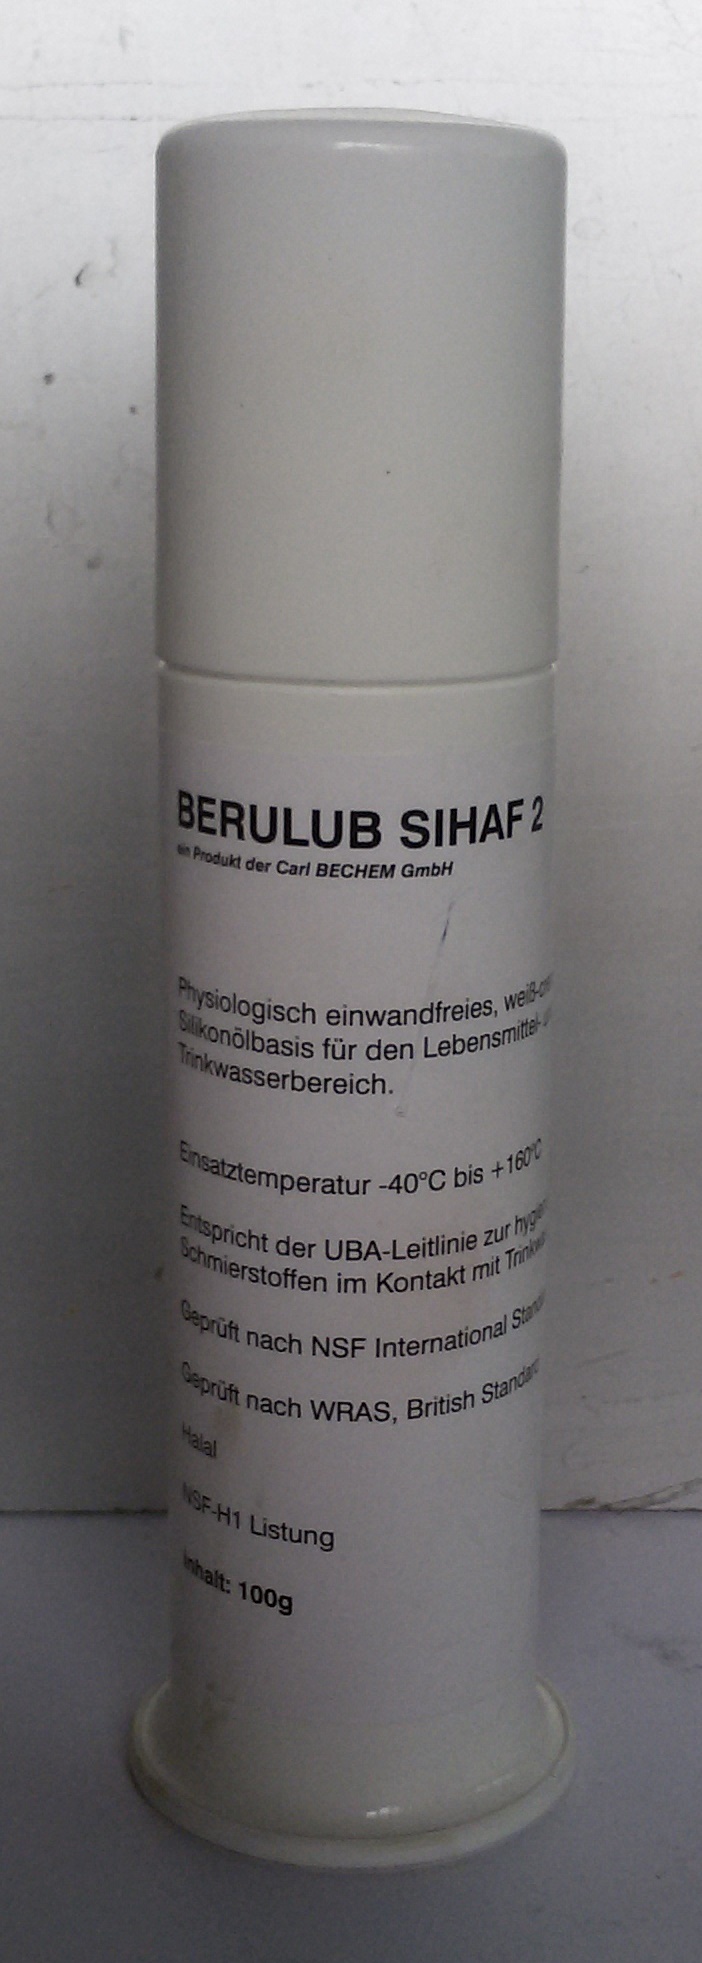 BERULUB SIHAF 2
ein Produkt der Carl BECHEM GmbH
Physiologisch einwandfreies,
Silikonölbasis für den Lebensmittel-
Trinkwasserbereich.
Einsatztemperatur -40°C bis +160°C
Entspricht der UBA-Leitlinie zur
Schmierstoffen im Kontakt mit
Geprüft nach NSF International
Geprüft nach WRAS, British
Halal
NSF-H1 Listung
Inhalt: 100g